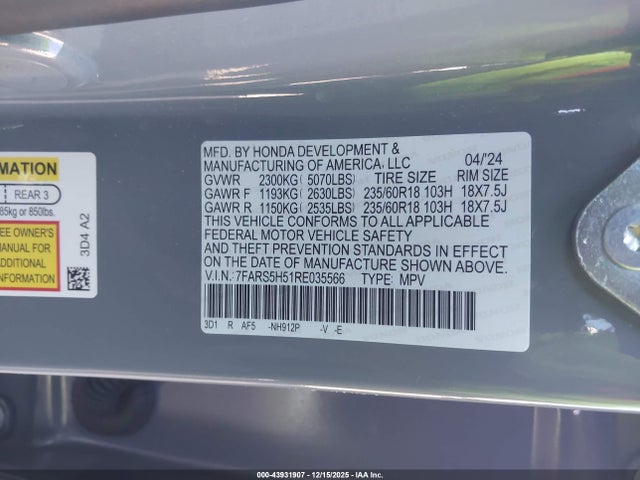 MFD. BY HONDA DEVELOPMENT &
MANUFACTURING OF AMERICA, LLC 04/'24
GVWR 2300KG(5070LBS) TIRE SIZE RIM SIZE
GAWR F 1193KG(2630LBS) 235/60R18 103H 18X7.5J
GAWR R 1150KG(2535LBS) 235/60R18 103H 18X7.5J
THIS VEHICLE CONFORMS TO ALL APPLICABLE
FEDERAL MOTOR VEHICLE SAFETY
AND THEFT PREVENTION STANDARDS IN EFFECT
ON THE DATE OF MANUFACTURE SHOWN ABOVE.
V.I.N.:7FARS5H51RE035566 TYPE: MPV
3D1 R AF5 -NH912P -V -E
REAR 3
85kg or 850lbs.
EE OWNER'S
MANUAL FOR
INFORMATION
3D4 A2
000-43931907 - 12/15/2025 - COPYRIGHT IAA, Inc.